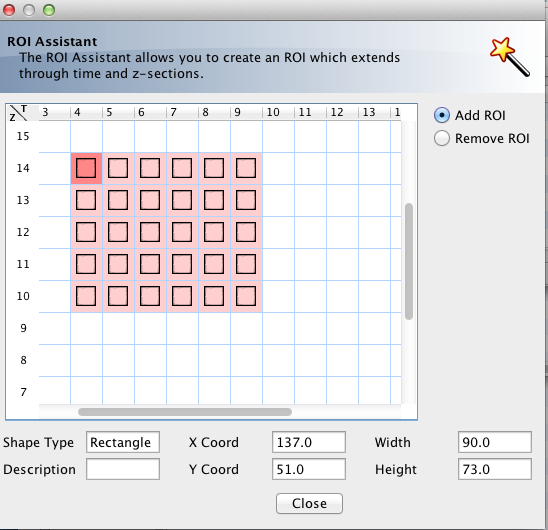 ROI Assistant
The ROI Assistant allows you to create an ROI which extends
through time and z-sections.
Z T 3 4 5 6 7 8 9 10 11 12 13 1
15
14
13
12
11
10
9
8
7
Add ROI
Remove ROI
Shape Type Rectangle X Coord 137.0 Width 90.0
Description Y Coord 51.0 Height 73.0
Close